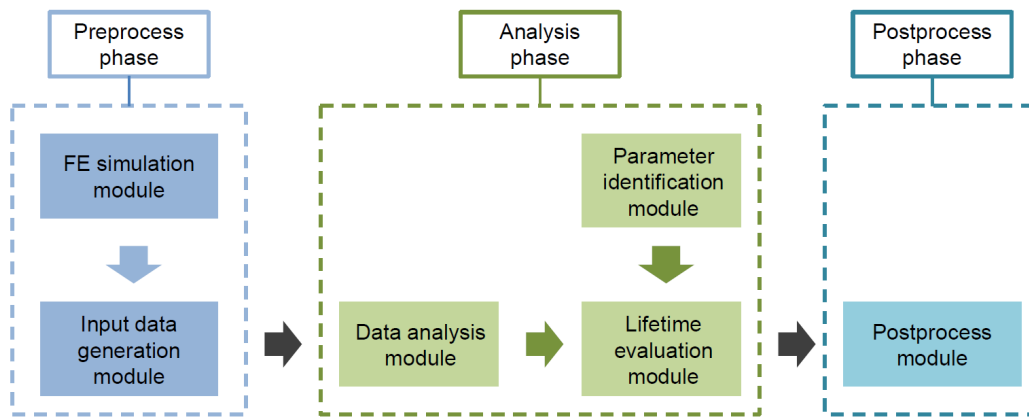 Preprocess
phase
Analysis
phase
Postprocess
phase
FE simulation
module
Parameter
identification
module
Input data
generation
module
Data analysis
module
Lifetime
evaluation
module
Postprocess
module